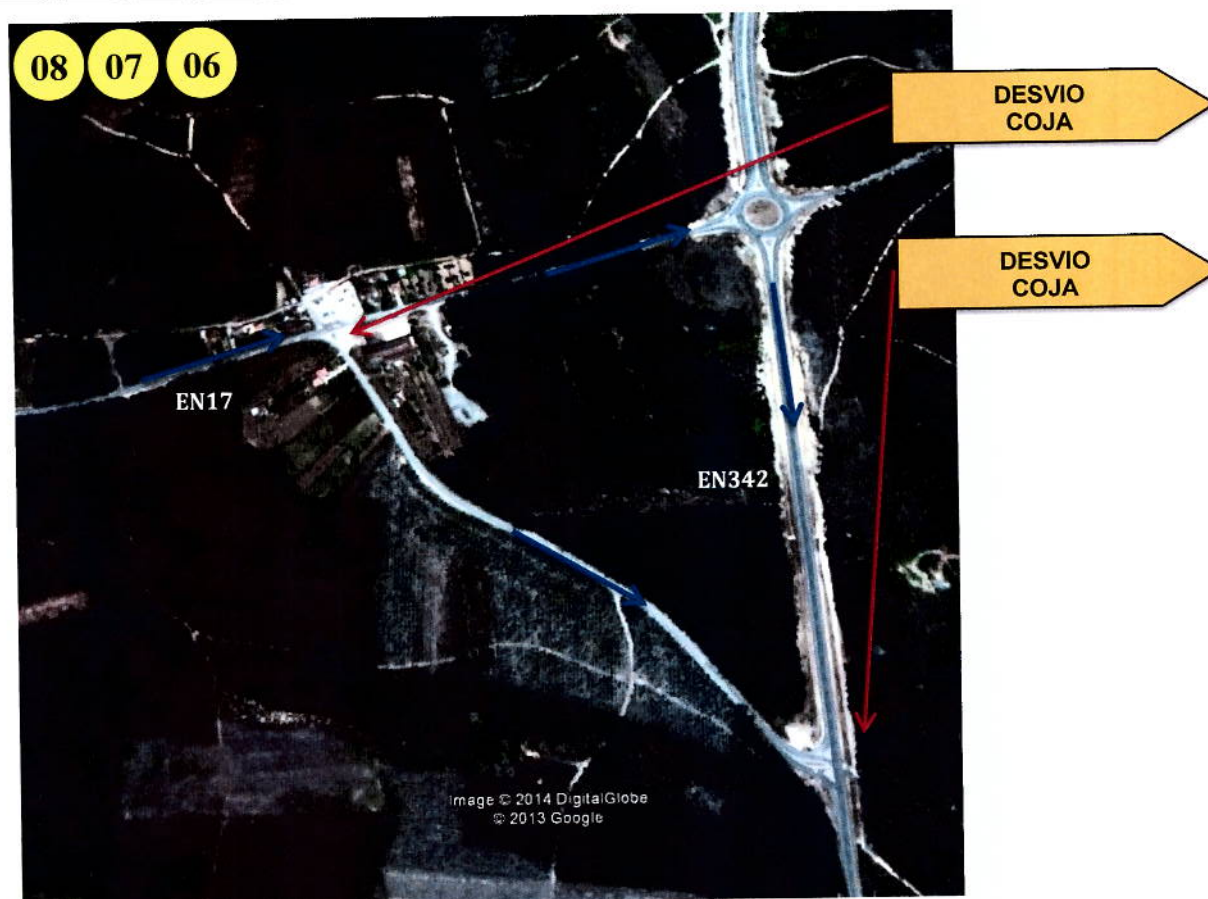 08 07 06
DESVIO
COJA
DESVIO
COJA
EN17
EN342
Image © 2014 DigitalGlobe
© 2013 Google